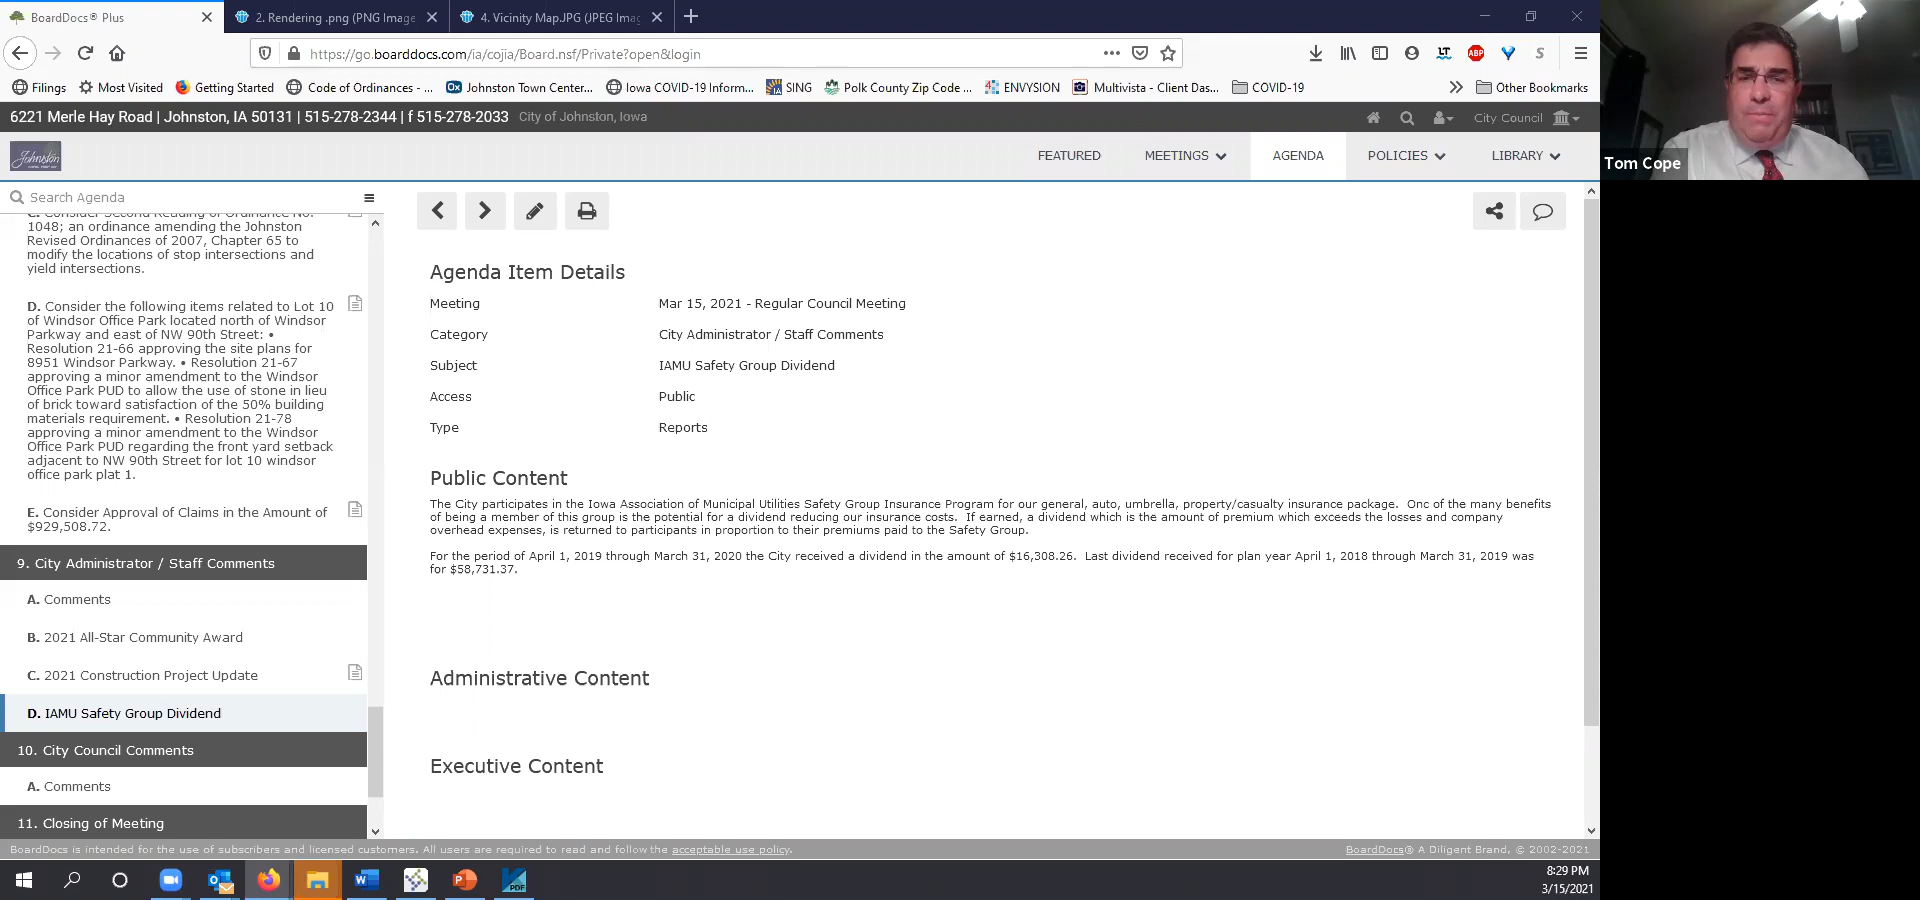 BoardDocs® Plus
2. Rendering .png (PNG Image
4. Vicinity Map.JPG (JPEG Imag
https://go.boarddocs.com/ia/cojia/Board.nsf/Private?open&login
Filings
Most Visited
Getting Started
Code of Ordinances - ...
Johnston Town Center...
Iowa COVID-19 Inform...
SING
Polk County Zip Code ...
ENVYSION
Multivista - Client Das...
COVID-19
Other Bookmarks
6221 Merle Hay Road | Johnston, IA 50131 | 515-278-2344 | f 515-278-2033 City of Johnston, Iowa
City Council
Johnston
FEATURED
MEETINGS
AGENDA
POLICIES
LIBRARY
Tom Cope
Search Agenda
C. Consider Second Reading of Ordinance No.
1048; an ordinance amending the Johnston
Revised Ordinances of 2007, Chapter 65 to
modify the locations of stop intersections and
yield intersections.
D. Consider the following items related to Lot 10
of Windsor Office Park located north of Windsor
Parkway and east of NW 90th Street: •
Resolution 21-66 approving the site plans for
8951 Windsor Parkway. • Resolution 21-67
approving a minor amendment to the Windsor
Office Park PUD to allow the use of stone in lieu
of brick toward satisfaction of the 50% building
materials requirement. • Resolution 21-78
approving a minor amendment to the Windsor
Office Park PUD regarding the front yard setback
adjacent to NW 90th Street for lot 10 windsor
office park plat 1.
E. Consider Approval of Claims in the Amount of
$929,508.72.
9. City Administrator / Staff Comments
A. Comments
B. 2021 All-Star Community Award
C. 2021 Construction Project Update
D. IAMU Safety Group Dividend
10. City Council Comments
A. Comments
11. Closing of Meeting
Agenda Item Details
Meeting Mar 15, 2021 - Regular Council Meeting
Category City Administrator / Staff Comments
Subject IAMU Safety Group Dividend
Access Public
Type Reports
Public Content
The City participates in the Iowa Association of Municipal Utilities Safety Group Insurance Program for our general, auto, umbrella, property/casualty insurance package. Onc of the many benefits
of being a member of this group is the potential for a dividend reducing our insurance costs. If earned, a dividend which is the amount of premium which exceeds the losses and company
overhead expenses, is returned to participants in proportion to their premiums paid to the Safety Group.
For the period of April 1, 2019 through March 31, 2020 the City received a dividend in the amount of $16,308.26. Last dividend received for plan year April 1, 2018 through March 31, 2019 was
for $58,731.37.
Administrative Content
Executive Content
BoardDocs is intended for the use of subscribers and licensed customers. All users are required to read and follow the acceptable use policy.
BoardDocs® A Diligent Brand, © 2002-2021
8:29 PM
3/15/2021